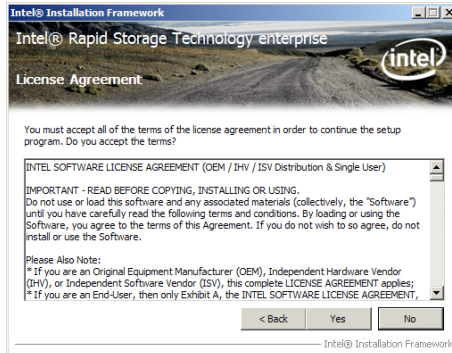 Intel® Installation Framework
Intel® Rapid Storage Technology enterprise
intel
License Agreement
You must accept all of the terms of the license agreement in order to continue the setup
program. Do you accept the terms?
INTEL SOFTWARE LICENSE AGREEMENT (OEM / IHV / ISV Distribution & Single User)
IMPORTANT - READ BEFORE COPYING, INSTALLING OR USING.
Do not use or load this software and any associated materials (collectively, the "Software")
until you have carefully read the following terms and conditions. By loading or using the
Software, you agree to the terms of this Agreement. If you do not wish to so agree, do not
install or use the Software.
Please Also Note:
* If you are an Original Equipment Manufacturer (OEM), Independent Hardware Vendor
(IHV), or Independent Software Vendor (ISV), this complete LICENSE AGREEMENT applies;
* If you are an End-User, then only Exhibit A, the INTEL SOFTWARE LICENSE AGREEMENT,
< Back Yes No
Intel® Installation Framework